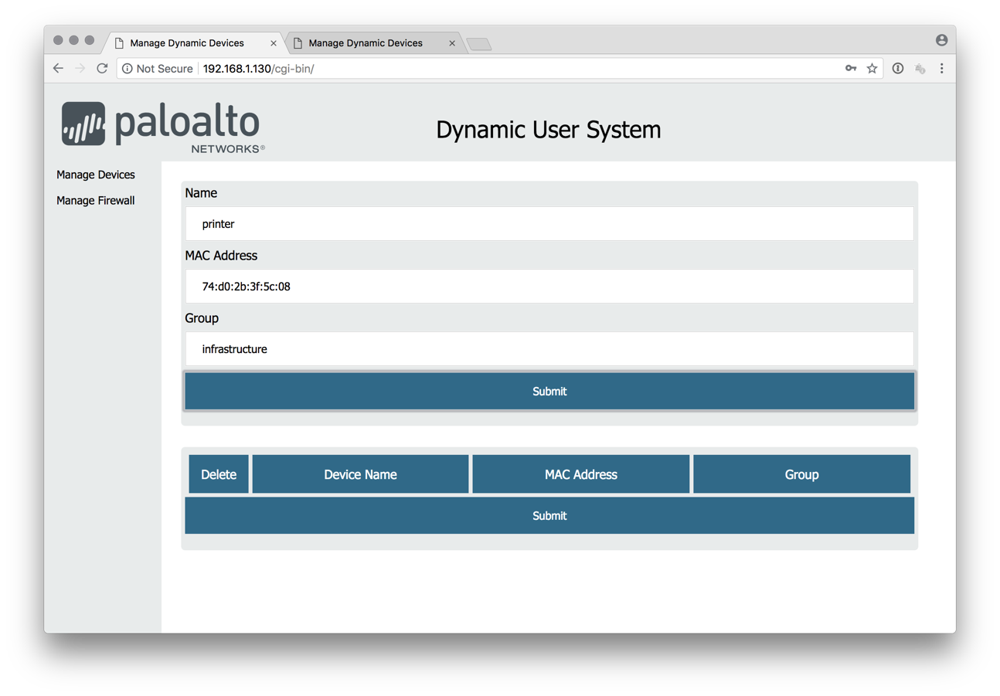 Manage Dynamic Devices
Manage Dynamic Devices
Not Secure 192.168.1.130/cgi-bin/
paloalto
NETWORKS®
Dynamic User System
Manage Devices
Manage Firewall
Name
printer
MAC Address
74:d0:2b:3f:5c:08
Group
infrastructure
Submit
Delete Device Name MAC Address Group
Submit